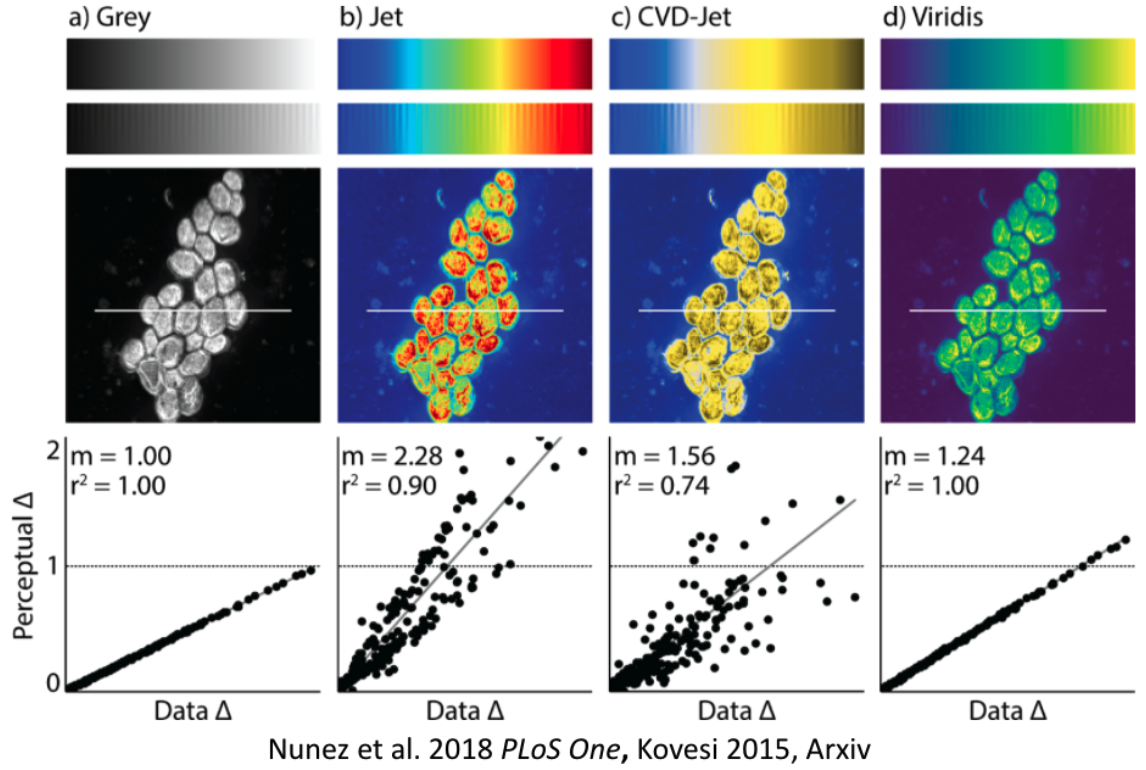 a) Grey
b) Jet
c) CVD-Jet
d) Viridis
2
m = 1.00
r² = 1.00
m = 2.28
r² = 0.90
m = 1.56
r² = 0.74
m = 1.24
r² = 1.00
Perceptual Δ
1
0
Data Δ
Data Δ
Data Δ
Data Δ
Nunez et al. 2018 PLoS One, Kovesi 2015, Arxiv